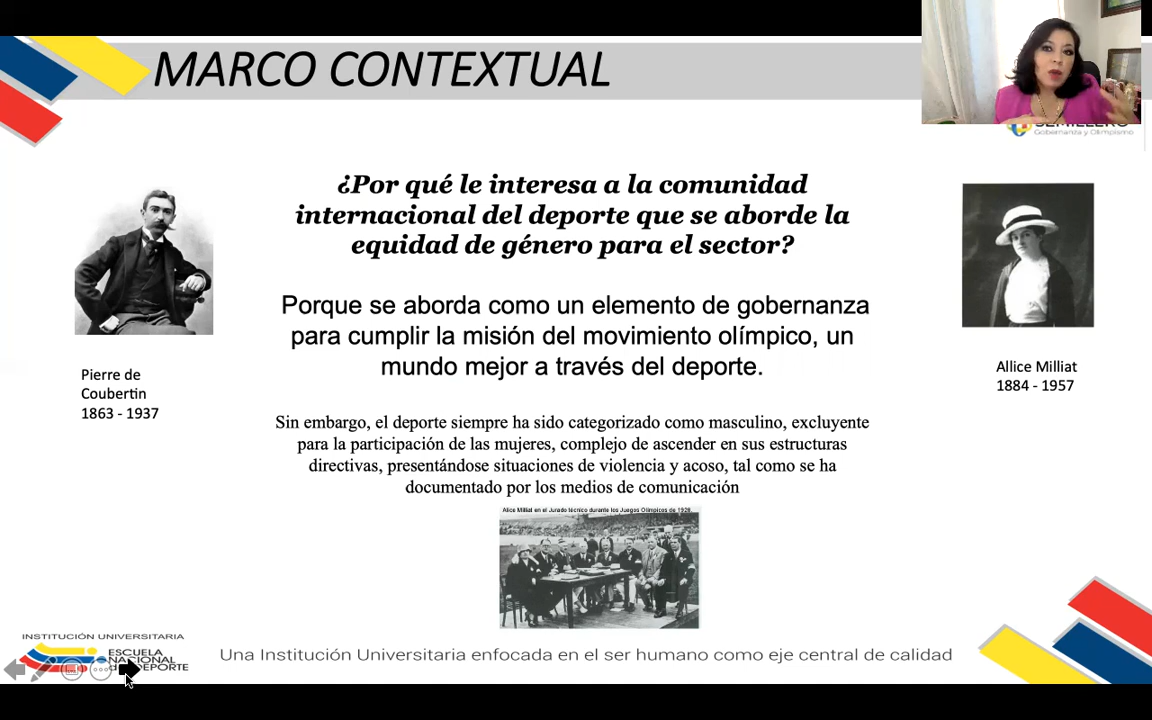 MARCO CONTEXTUAL
SEMILLERO
Gobernanza y Olimpismo
¿Por qué le interesa a la comunidad
internacional del deporte que se aborde la
equidad de género para el sector?
Porque se aborda como un elemento de gobernanza
para cumplir la misión del movimiento olímpico, un
mundo mejor a través del deporte.
Pierre de
Coubertin
1863 - 1937
Allice Milliat
1884 - 1957
Sin embargo, el deporte siempre ha sido categorizado como masculino, excluyente
para la participación de las mujeres, complejo de ascender en sus estructuras
directivas, presentándose situaciones de violencia y acoso, tal como se ha
documentado por los medios de comunicación
Alice Milliat en el Jurado técnico durante los Juegos Olímpicos de 1928.
INSTITUCIÓN UNIVERSITARIA
ESCUELA
NACIONAL
del DEPORTE
Una Institución Universitaria enfocada en el ser humano como eje central de calidad